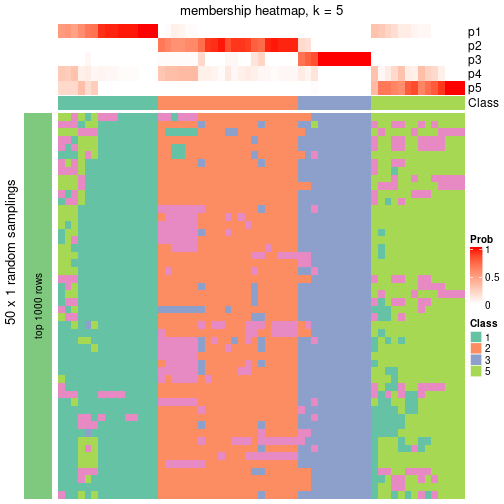 membership heatmap, k = 5
p1
p2
p3
p4
p5
Class
50 x 1 random samplings
top 1000 rows
Prob
1
0.5
0
Class
1
2
3
5